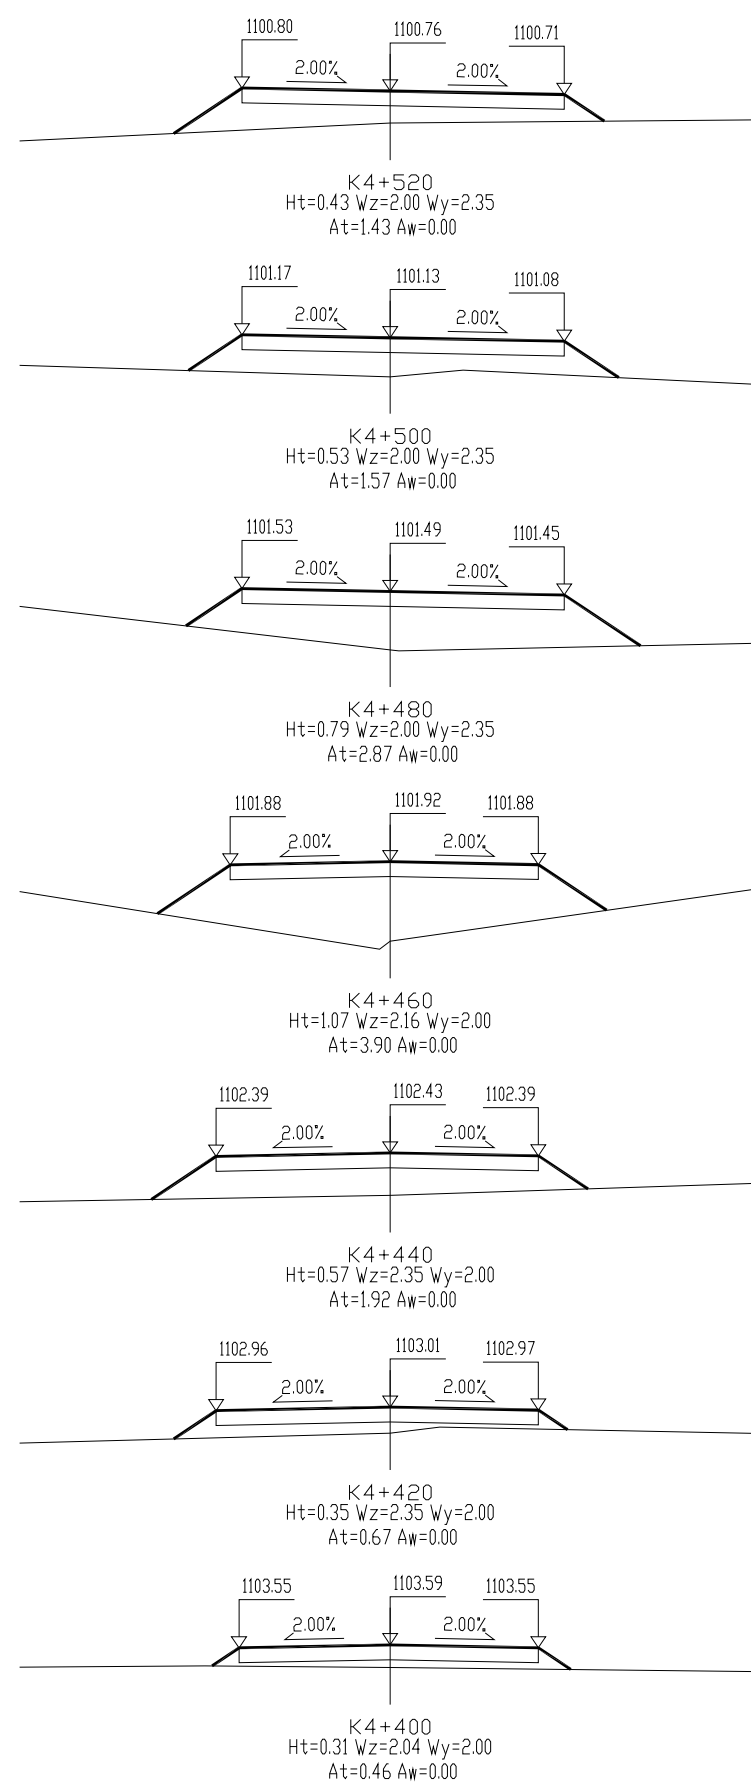 1100.80 1100.76 1100.71
2.00% 2.00%
K4+520
Ht=0.43 Wz=2.00 Wy=2.35
At=1.43 Aw=0.00
1101.17 1101.13 1101.08
2.00% 2.00%
K4+500
Ht=0.53 Wz=2.00 Wy=2.35
At=1.57 Aw=0.00
1101.53 1101.49 1101.45
2.00% 2.00%
K4+480
Ht=0.79 Wz=2.00 Wy=2.35
At=2.87 Aw=0.00
1101.88 1101.92 1101.88
2.00% 2.00%
K4+460
Ht=1.07 Wz=2.16 Wy=2.00
At=3.90 Aw=0.00
1102.39 1102.43 1102.39
2.00% 2.00%
K4+440
Ht=0.57 Wz=2.35 Wy=2.00
At=1.92 Aw=0.00
1102.96 1103.01 1102.97
2.00% 2.00%
K4+420
Ht=0.35 Wz=2.35 Wy=2.00
At=0.67 Aw=0.00
1103.55 1103.59 1103.55
2.00% 2.00%
K4+400
Ht=0.31 Wz=2.04 Wy=2.00
At=0.46 Aw=0.00